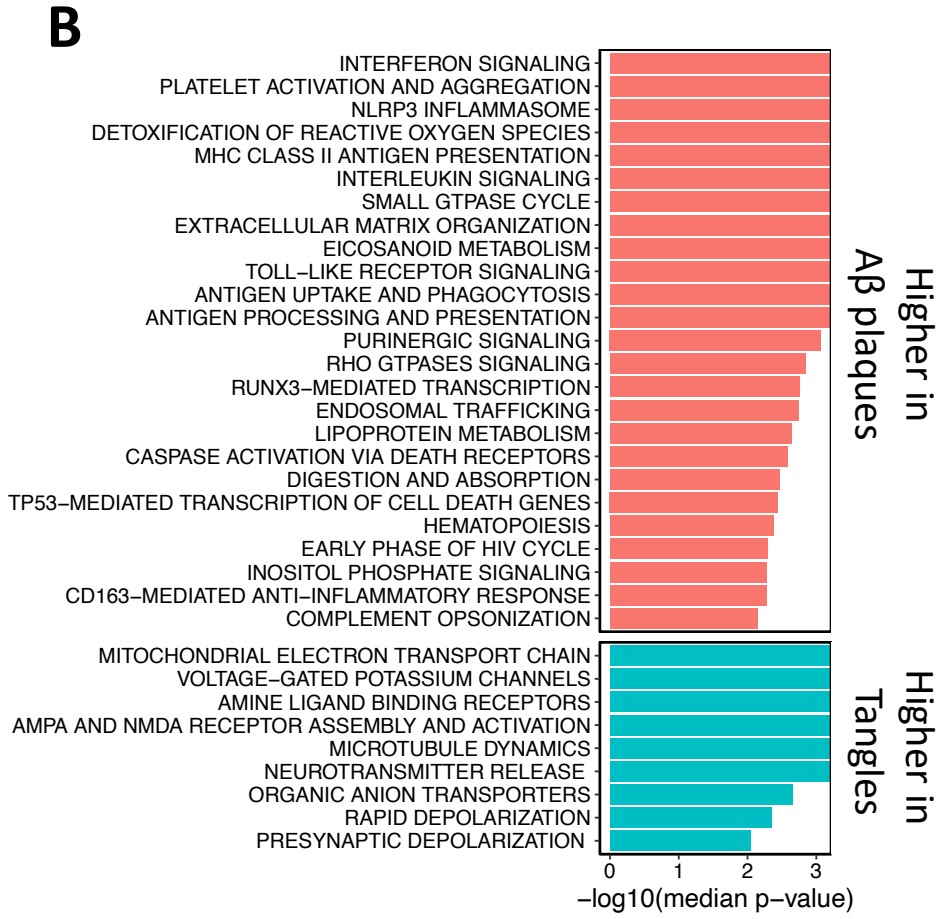 B
INTERFERON SIGNALING
PLATELET ACTIVATION AND AGGREGATION
NLRP3 INFLAMMASOME
DETOXIFICATION OF REACTIVE OXYGEN SPECIES
MHC CLASS II ANTIGEN PRESENTATION
INTERLEUKIN SIGNALING
SMALL GTPASE CYCLE
EXTRACELLULAR MATRIX ORGANIZATION
EICOSANOID METABOLISM
TOLL−LIKE RECEPTOR SIGNALING
ANTIGEN UPTAKE AND PHAGOCYTOSIS
ANTIGEN PROCESSING AND PRESENTATION
PURINERGIC SIGNALING
RHO GTPASES SIGNALING
RUNX3−MEDIATED TRANSCRIPTION
ENDOSOMAL TRAFFICKING
LIPOPROTEIN METABOLISM
CASPASE ACTIVATION VIA DEATH RECEPTORS
DIGESTION AND ABSORPTION
TP53−MEDIATED TRANSCRIPTION OF CELL DEATH GENES
HEMATOPOIESIS
EARLY PHASE OF HIV CYCLE
INOSITOL PHOSPHATE SIGNALING
CD163−MEDIATED ANTI−INFLAMMATORY RESPONSE
COMPLEMENT OPSONIZATION
Higher in
Aβ plaques
MITOCHONDRIAL ELECTRON TRANSPORT CHAIN
VOLTAGE−GATED POTASSIUM CHANNELS
AMINE LIGAND BINDING RECEPTORS
AMPA AND NMDA RECEPTOR ASSEMBLY AND ACTIVATION
MICROTUBULE DYNAMICS
NEUROTRANSMITTER RELEASE
ORGANIC ANION TRANSPORTERS
RAPID DEPOLARIZATION
PRESYNAPTIC DEPOLARIZATION
Higher in
Tangles
0 1 2 3
−log10(median p−value)